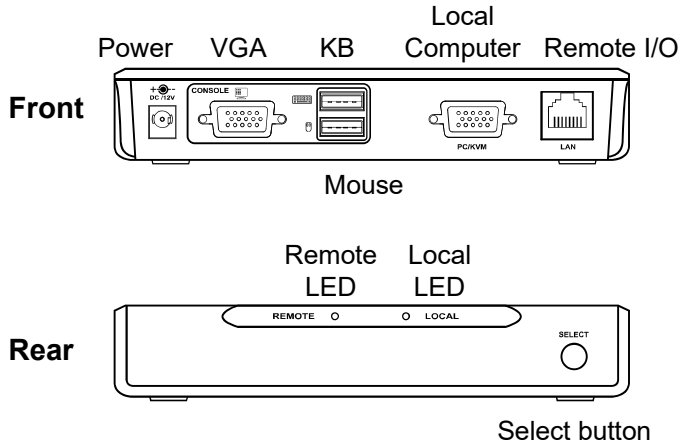 Local
Power VGA KB Computer Remote I/O
Front
DC /12V
CONSOLE
PC/KVM
LAN
Mouse
Remote Local
LED LED
Rear
REMOTE LOCAL
SELECT
Select button